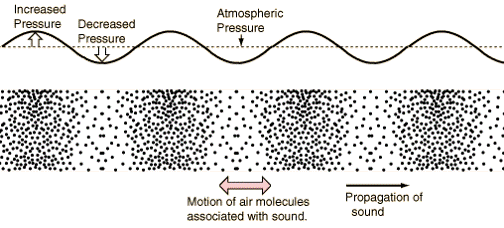 Increased
Pressure
Decreased
Pressure
Atmospheric
Pressure
Motion of air molecules
associated with sound.
Propagation of
sound